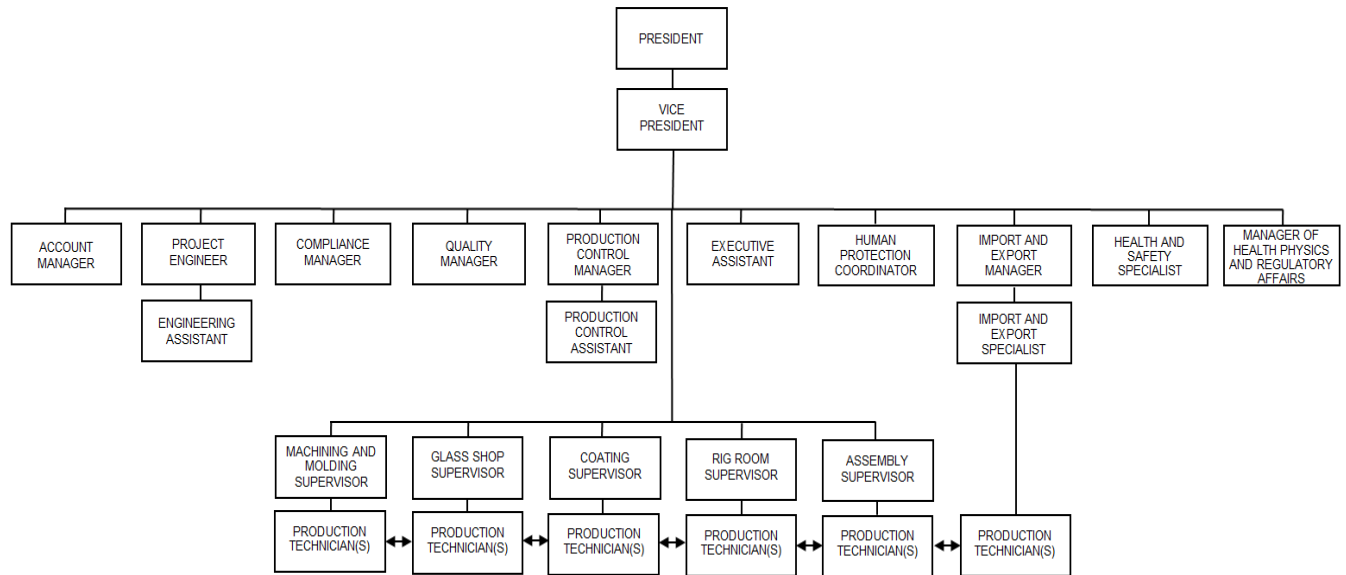 PRESIDENT
VICE
PRESIDENT
ACCOUNT
MANAGER
PROJECT
ENGINEER
COMPLIANCE
MANAGER
QUALITY
MANAGER
PRODUCTION
CONTROL
MANAGER
EXECUTIVE
ASSISTANT
HUMAN
PROTECTION
COORDINATOR
IMPORT AND
EXPORT
MANAGER
HEALTH AND
SAFETY
SPECIALIST
MANAGER OF
HEALTH PHYSICS
AND REGULATORY
AFFAIRS
ENGINEERING
ASSISTANT
PRODUCTION
CONTROL
ASSISTANT
IMPORT AND
EXPORT
SPECIALIST
MACHINING AND
MOLDING
SUPERVISOR
GLASS SHOP
SUPERVISOR
COATING
SUPERVISOR
RIG ROOM
SUPERVISOR
ASSEMBLY
SUPERVISOR
PRODUCTION
TECHNICIAN(S)
PRODUCTION
TECHNICIAN(S)
PRODUCTION
TECHNICIAN(S)
PRODUCTION
TECHNICIAN(S)
PRODUCTION
TECHNICIAN(S)
PRODUCTION
TECHNICIAN(S)